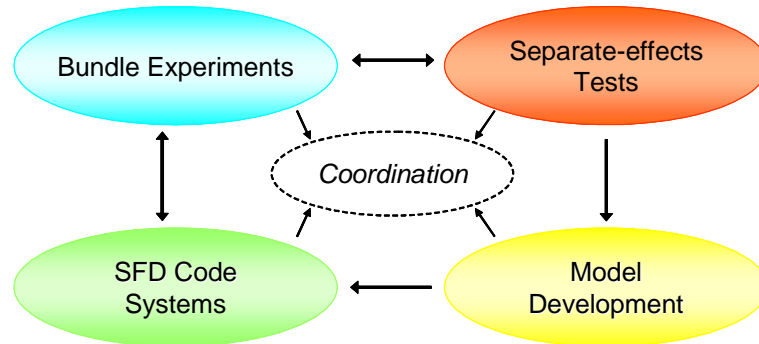 Bundle Experiments
Separate-effects
Tests
Coordination
SFD Code
Systems
Model
Development